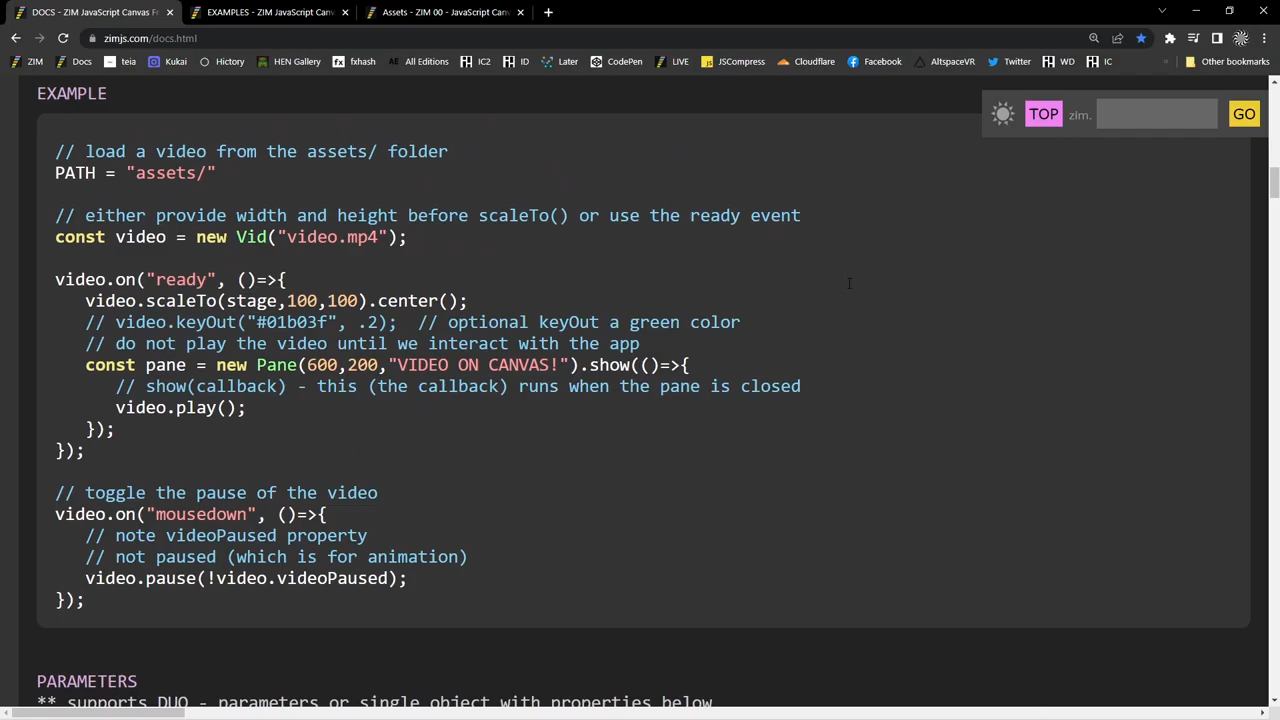 DOCS - ZIM JavaScript Canvas Fr
EXAMPLES - ZIM JavaScript Canv
Assets - ZIM 00 - JavaScript Canv
zimjs.com/docs.html
ZIM
Docs
teia
Kukai
History
HEN Gallery
fxhash
AE All Editions
IC2
ID
Later
CodePen
LIVE
JSCompress
Cloudflare
Facebook
AltspaceVR
Twitter
WD
IC
»
Other bookmarks
EXAMPLE
TOP
zim.
GO
// load a video from the assets/ folder
PATH = "assets/"
// either provide width and height before scaleTo() or use the ready event
const video = new Vid("video.mp4");
video.on("ready", ()=>{
video.scaleTo(stage,100,100).center();
// video.keyOut("#01b03f", .2);  // optional keyOut a green color
// do not play the video until we interact with the app
const pane = new Pane(600,200,"VIDEO ON CANVAS!").show(()=>{
// show(callback) - this (the callback) runs when the pane is closed
video.play();
});
});
// toggle the pause of the video
video.on("mousedown", ()=>{
// note videoPaused property
// not paused (which is for animation)
video.pause(!video.videoPaused);
});
PARAMETERS
** supports DUO - parameters or single object with properties below